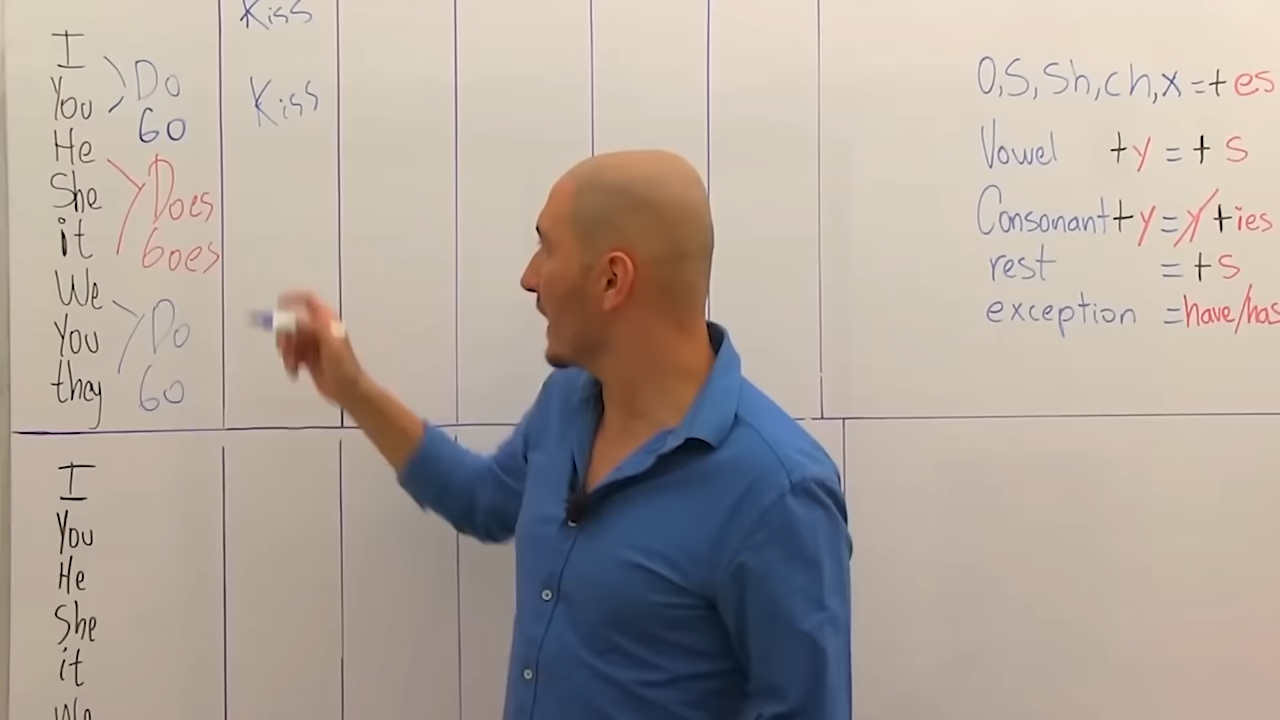 Kiss
I
You
He
She
it
We
You
they
Do
Go
Does
Goes
Do
Go
Kiss
O,S,Sh,ch,x=+es
Vowel +y=+s
Consonant+y=y+ies
rest =+s
exception =have/has
I
You
He
She
it
We